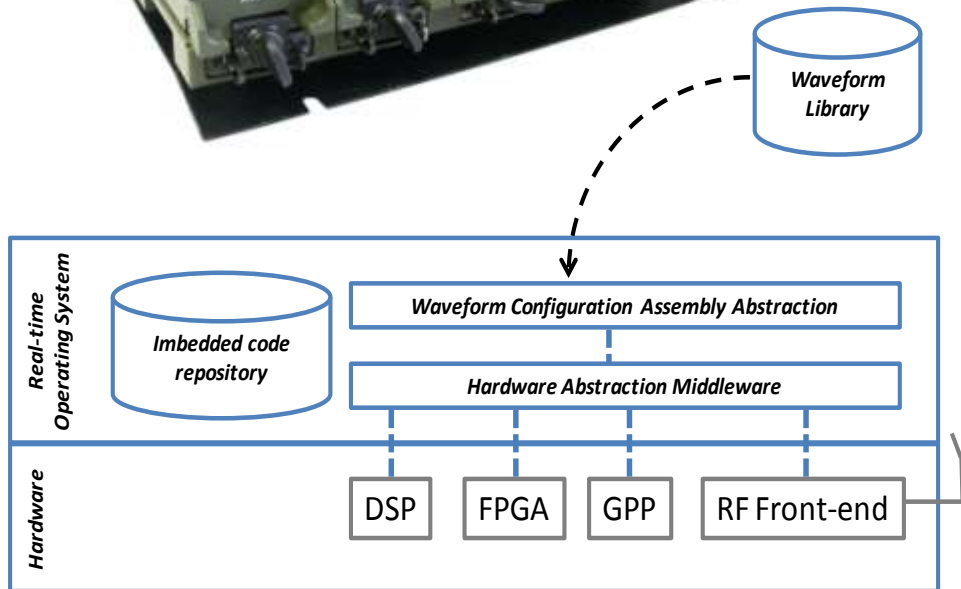 Waveform
Library
Real-time
Operating System
Imbedded code
repository
Waveform Configuration Assembly Abstraction
Hardware Abstraction Middleware
Hardware
DSP
FPGA
GPP
RF Front-end